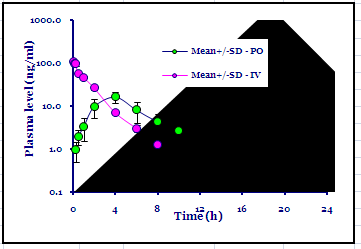 1000.0
Mean+/-SD - PO
Mean+/-SD - IV
100.0
10.0
1.0
0.1
Plasma level (ng/ml)
0 4 8 12 16 20 24
Time (h)